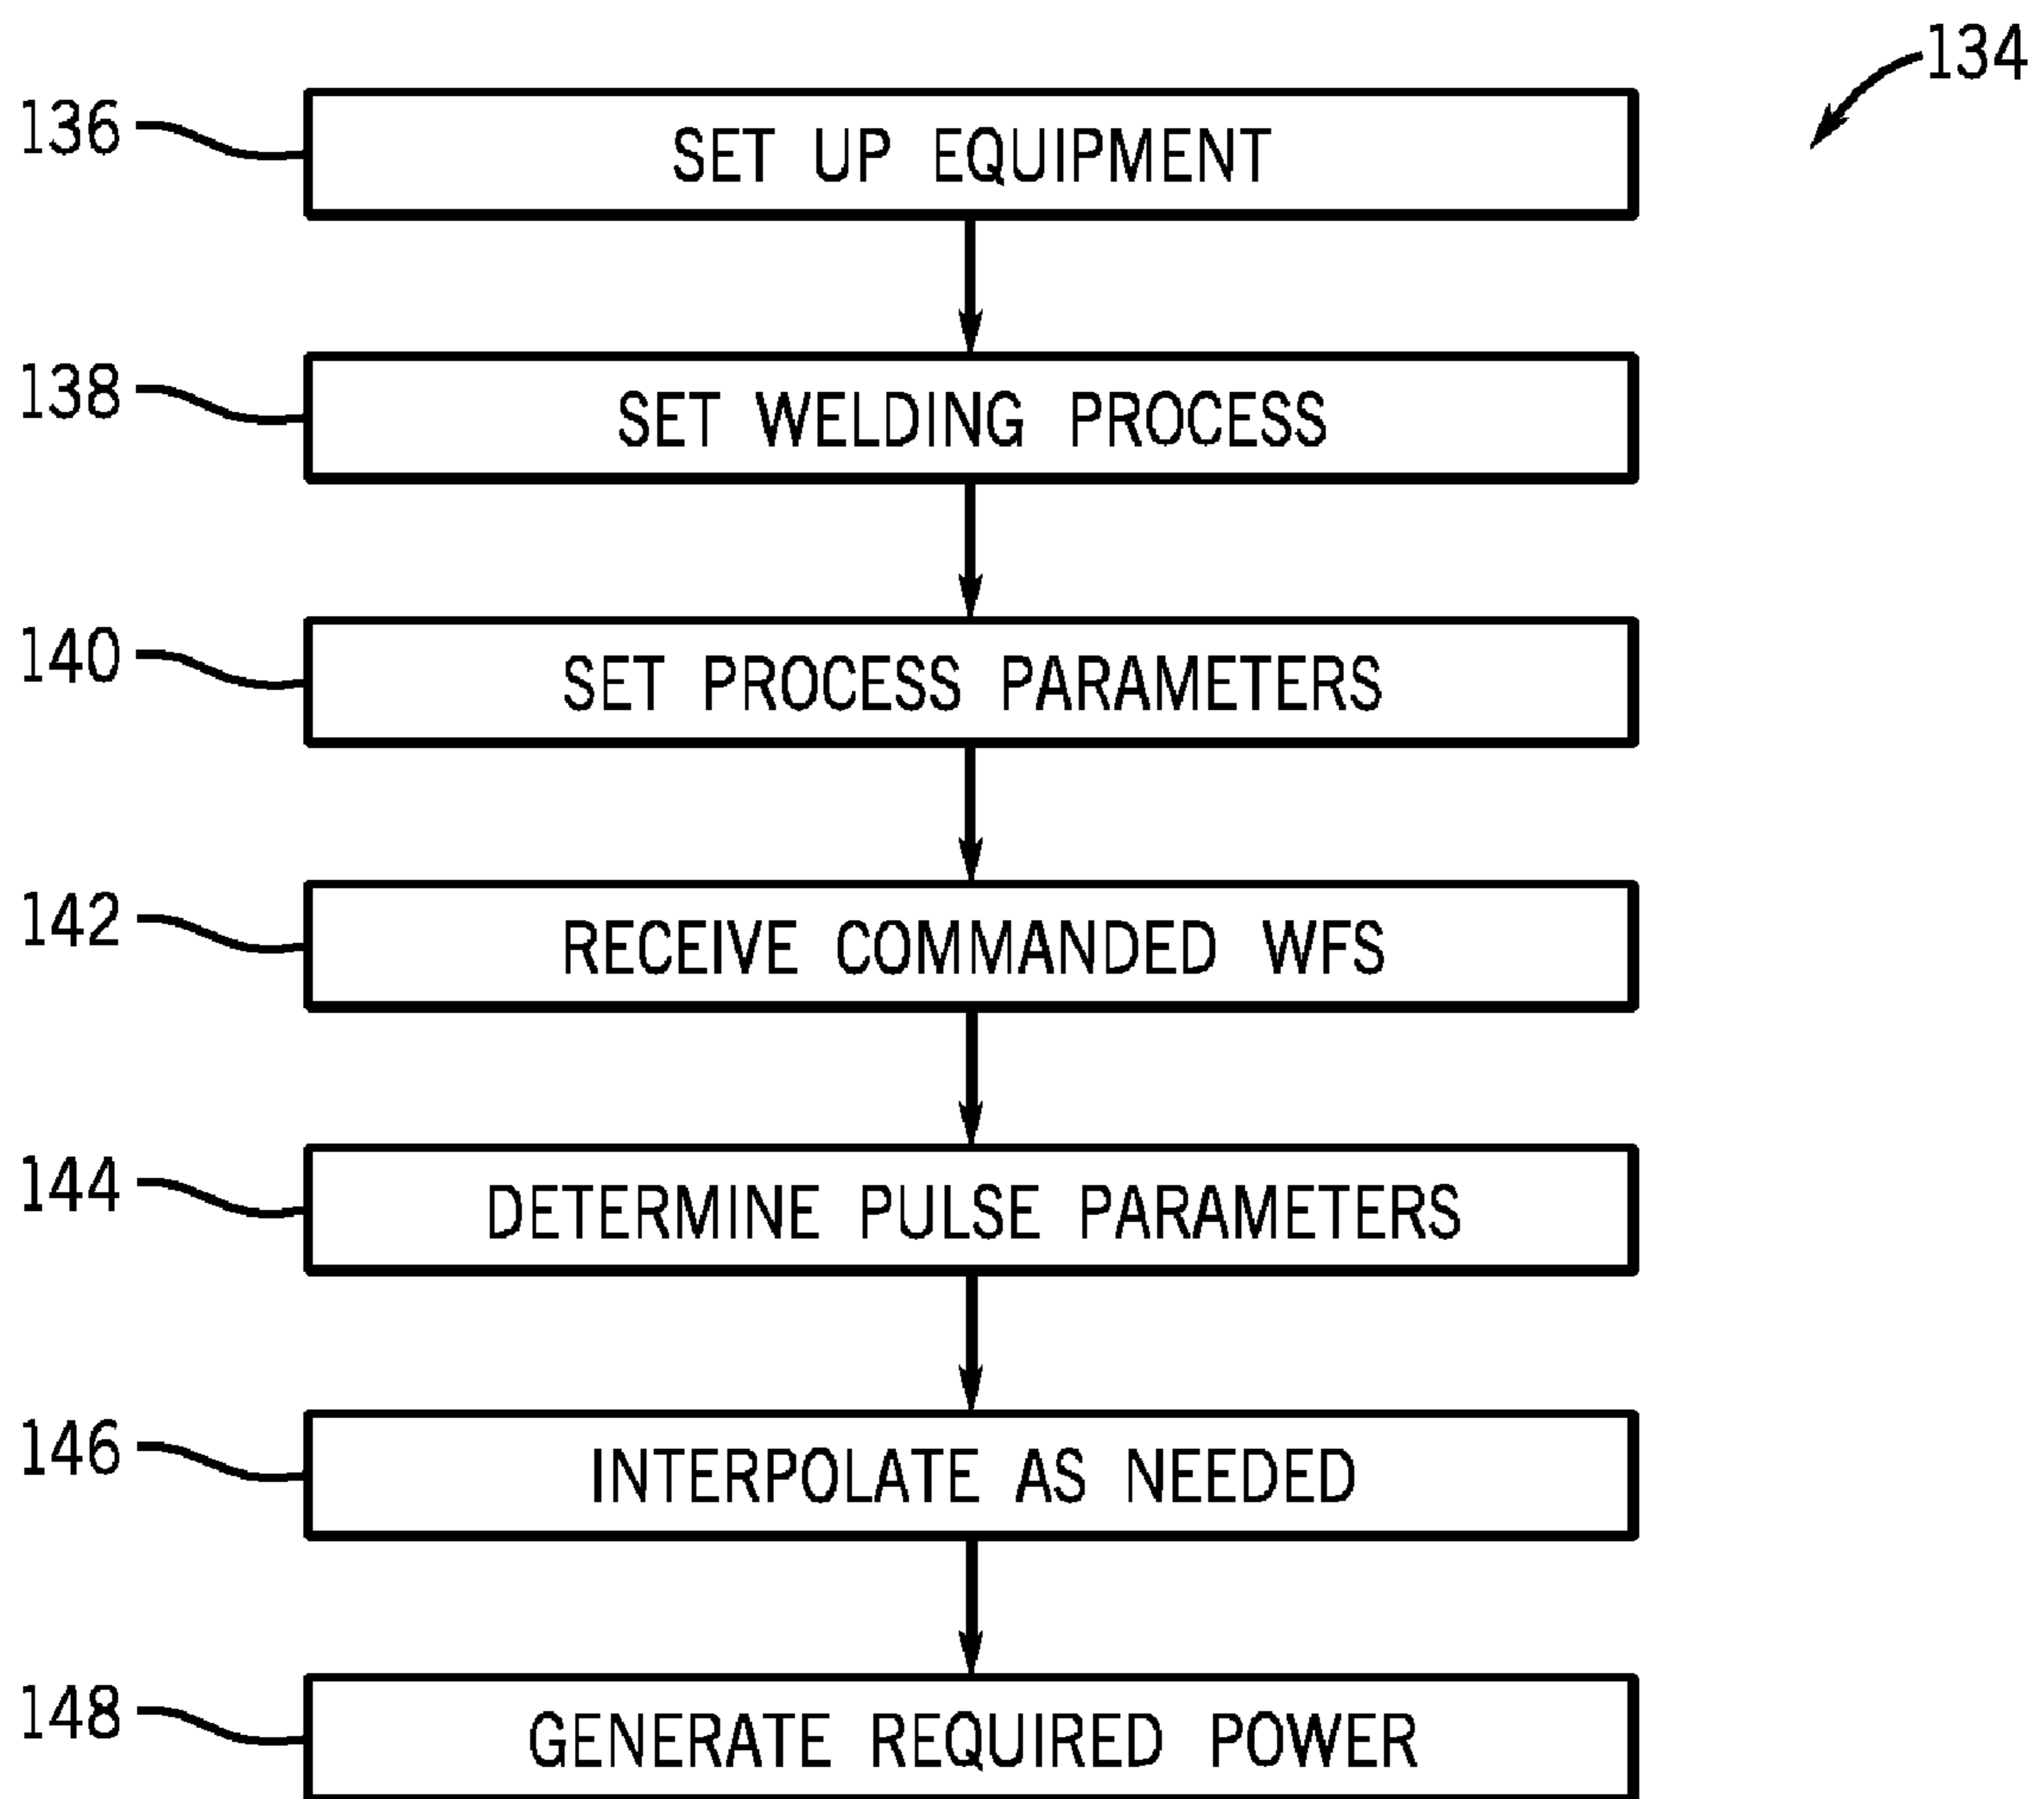 134
136 SET UP EQUIPMENT
138 SET WELDING PROCESS
140 SET PROCESS PARAMETERS
142 RECEIVE COMMANDED WFS
144 DETERMINE PULSE PARAMETERS
146 INTERPOLATE AS NEEDED
148 GENERATE REQUIRED POWER